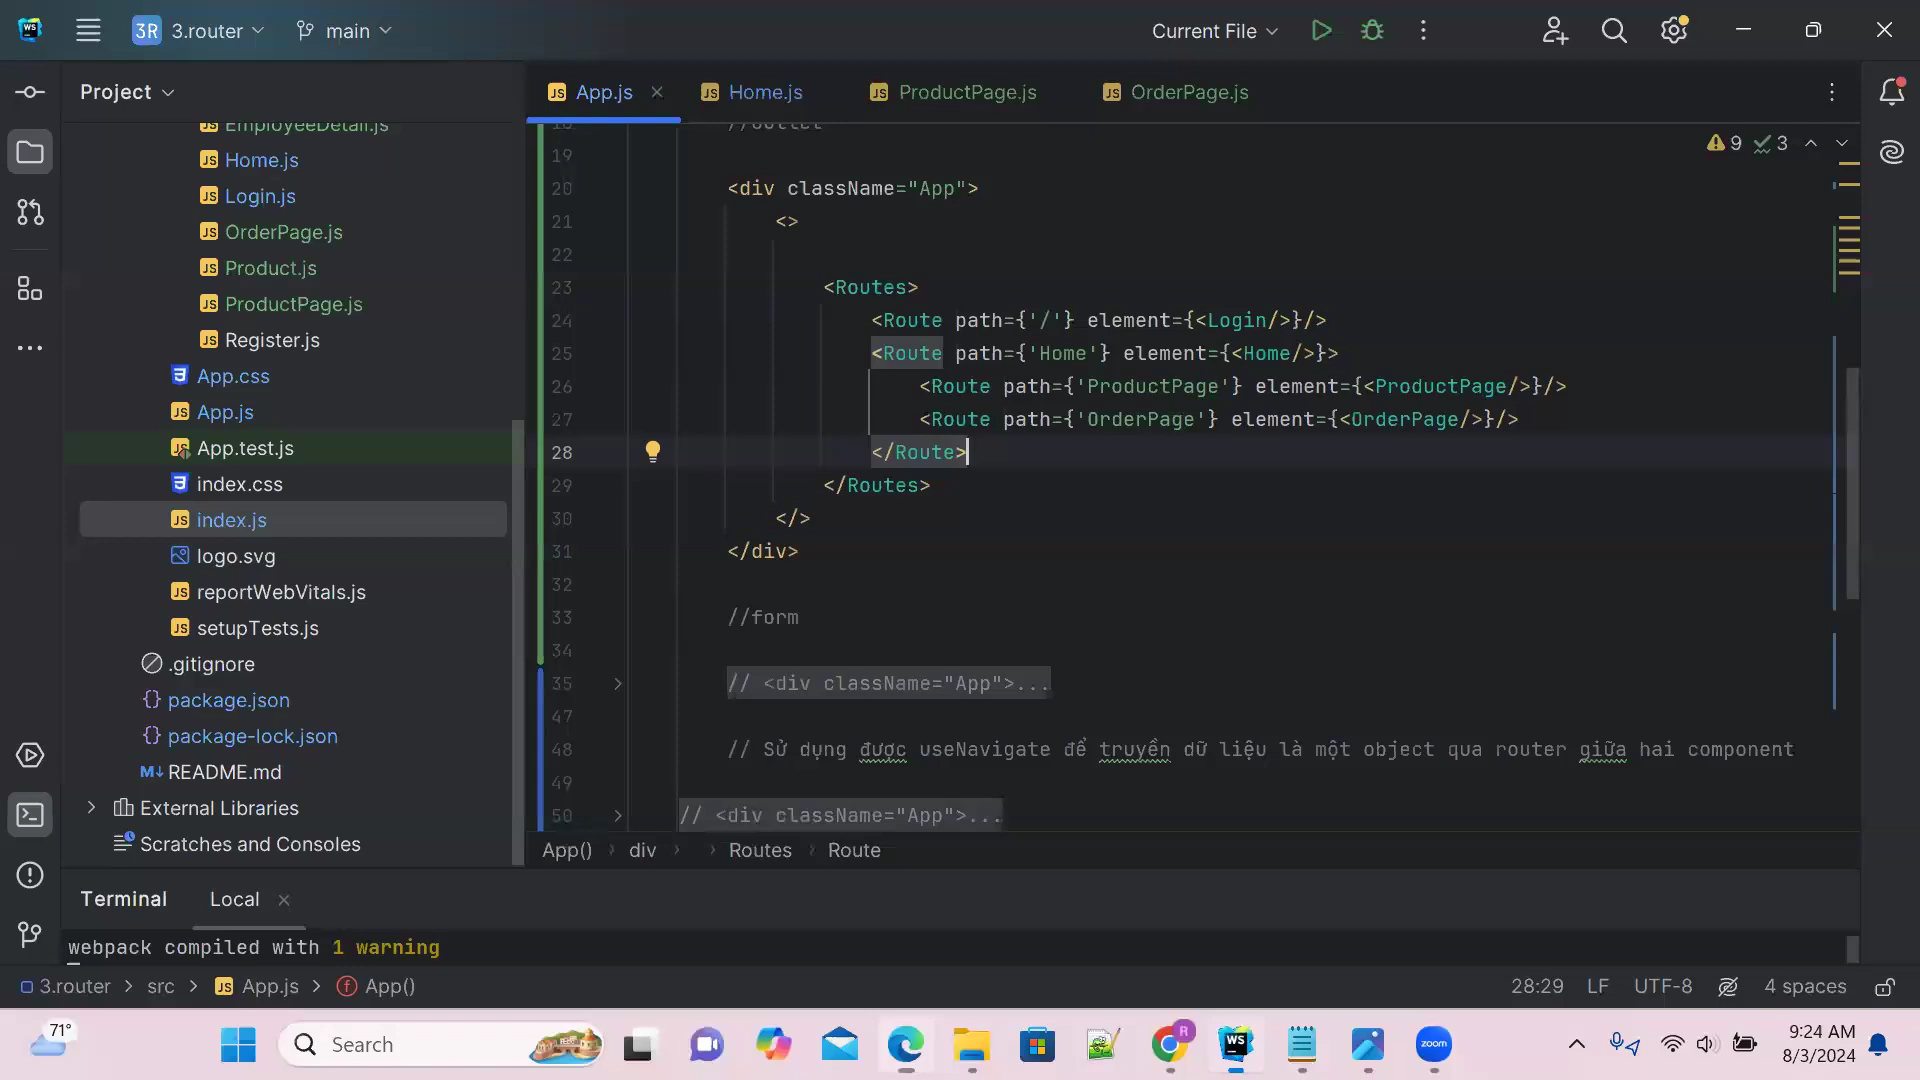 WS
3R 3.router
main
Current File
Project
App.js
Home.js
ProductPage.js
OrderPage.js
EmployeeDetail.js
Home.js
Login.js
OrderPage.js
Product.js
ProductPage.js
Register.js
App.css
App.js
App.test.js
index.css
index.js
logo.svg
reportWebVitals.js
setupTests.js
.gitignore
package.json
package-lock.json
README.md
External Libraries
Scratches and Consoles
9 3
18 //outlet
19
20 <div className="App">
21 <>
22
23 <Routes>
24 <Route path={'/'} element={<Login/>}/>
25 <Route path={'Home'} element={<Home/>}>
26 <Route path={'ProductPage'} element={<ProductPage/>}/>
27 <Route path={'OrderPage'} element={<OrderPage/>}/>
28 </Route>
29 </Routes>
30 </>
31 </div>
32
33 //form
34
35 // <div className="App">...
47
48 // Sử dụng được useNavigate để truyền dữ liệu là một object qua router giữa hai component
49
50 // <div className="App">...
App() div Routes Route
Terminal Local
webpack compiled with 1 warning
3.router > src > App.js > App()
28:29 LF UTF-8 4 spaces
71°
Search
R
WS
zoom
9:24 AM
8/3/2024